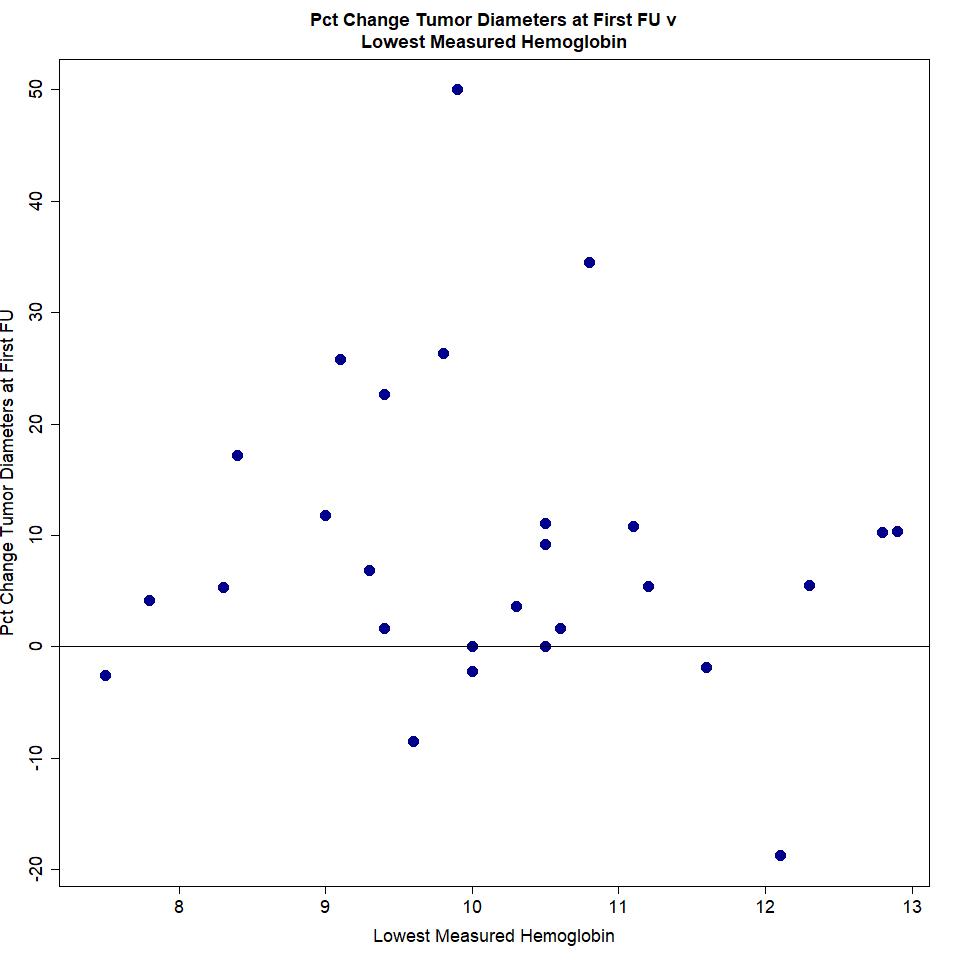 Pct Change Tumor Diameters at First FU v
Lowest Measured Hemoglobin
Pct Change Tumor Diameters at First FU
50
40
30
20
10
0
-10
-20
8 9 10 11 12 13
Lowest Measured Hemoglobin